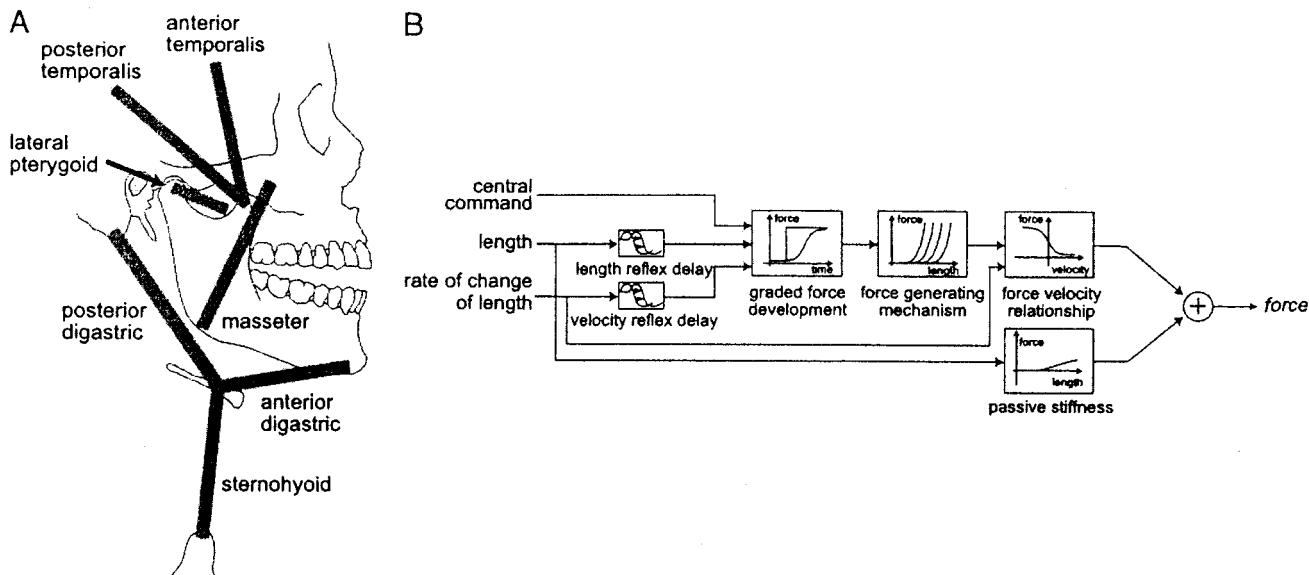 A
anterior
temporalis
posterior
temporalis
lateral
pterygoid
posterior
digastric
masseter
anterior
digastric
sternohyoid
B
central
command
length
length reflex delay
rate of change
of length
velocity reflex delay
force
time
graded force
development
force
length
force generating
mechanism
force
velocity
force velocity
relationship
force
length
passive stiffness
+
force